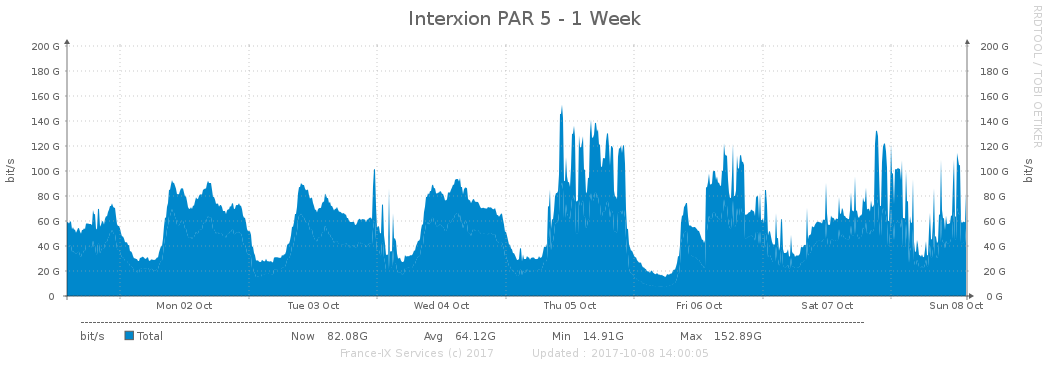 Interxion PAR 5 - 1 Week
RRDTOOL / TOBI OETIKER
bit/s
200 G 200 G
180 G 180 G
160 G 160 G
140 G 140 G
120 G 120 G
100 G 100 G
80 G 80 G
60 G 60 G
40 G 40 G
20 G 20 G
0 0 G
bit/s
Mon 02 Oct Tue 03 Oct Wed 04 Oct Thu 05 Oct Fri 06 Oct Sat 07 Oct Sun 08 Oct
bit/s Total Now 82.08G Avg 64.12G Min 14.91G Max 152.89G
France-IX Services (c) 2017 Updated : 2017-10-08 14:00:05